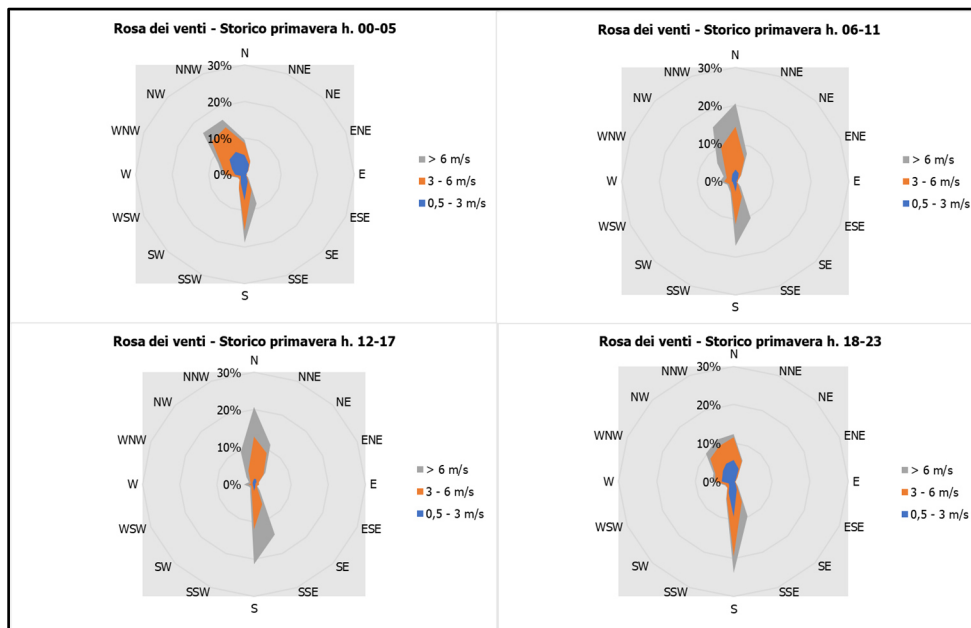 Rosa dei venti - Storico primavera h. 00-05
N
30%
NNW
NNE
NW
NE
20%
WNW
ENE
10%
W
0%
E
WSW
ESE
SW
SE
SSW
SSE
S
> 6 m/s
3 - 6 m/s
0,5 - 3 m/s
Rosa dei venti - Storico primavera h. 06-11
N
30%
NNW
NNE
NW
NE
20%
WNW
ENE
10%
W
0%
E
WSW
ESE
SW
SE
SSW
SSE
S
> 6 m/s
3 - 6 m/s
0,5 - 3 m/s
Rosa dei venti - Storico primavera h. 12-17
N
30%
NNW
NNE
NW
NE
20%
WNW
ENE
10%
W
0%
E
WSW
ESE
SW
SE
SSW
SSE
S
> 6 m/s
3 - 6 m/s
0,5 - 3 m/s
Rosa dei venti - Storico primavera h. 18-23
N
30%
NNW
NNE
NW
NE
20%
WNW
ENE
10%
W
0%
E
WSW
ESE
SW
SE
SSW
SSE
S
> 6 m/s
3 - 6 m/s
0,5 - 3 m/s